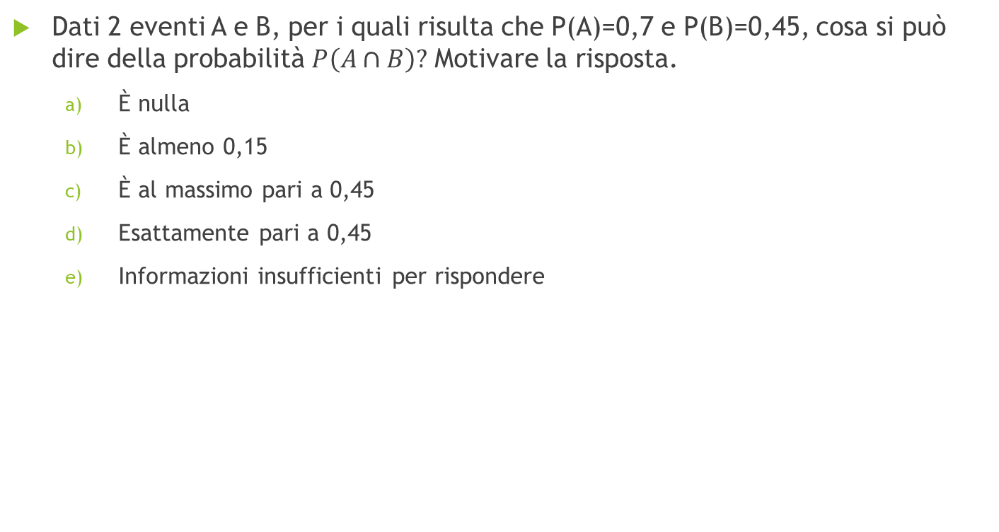 Dati 2 eventi A e B, per i quali risulta che P(A)=0,7 e P(B)=0,45, cosa si può
dire della probabilità P(A ∩ B)? Motivare la risposta.
a) È nulla
b) È almeno 0,15
c) È al massimo pari a 0,45
d) Esattamente pari a 0,45
e) Informazioni insufficienti per rispondere